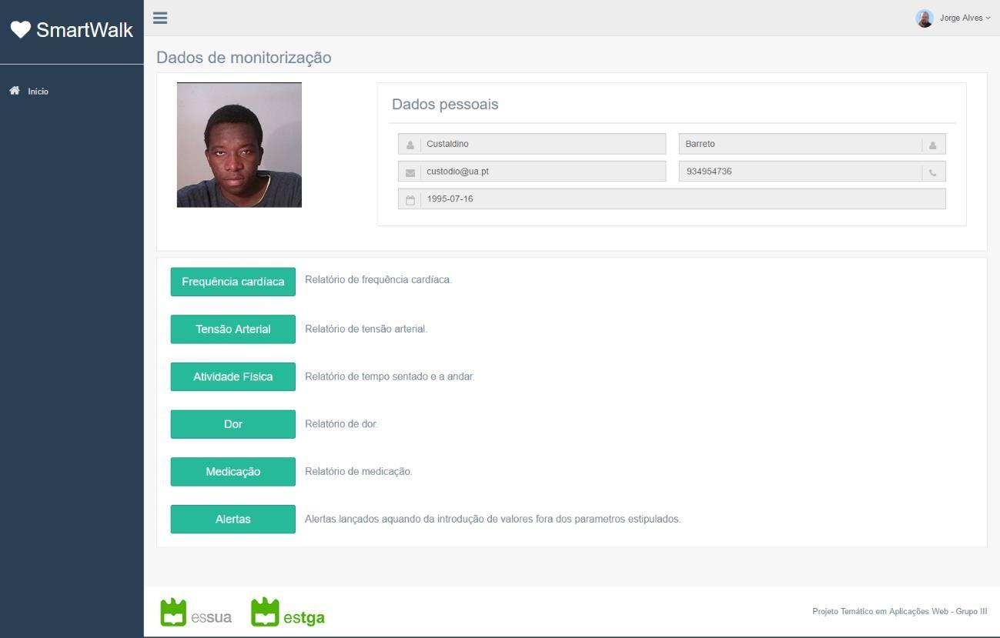 SmartWalk
Jorge Alves
Início
Dados de monitorização
Dados pessoais
Custaldino
Barreto
custodio@ua.pt
934954736
1995-07-16
Frequência cardíaca
Relatório de frequência cardíaca.
Tensão Arterial
Relatório de tensão arterial.
Atividade Física
Relatório de tempo sentado e a andar.
Dor
Relatório de dor.
Medicação
Relatório de medicação.
Alertas
Alertas lançados aquando da introdução de valores fora dos parametros estipulados.
essua
estga
Projeto Temático em Aplicações Web - Grupo III